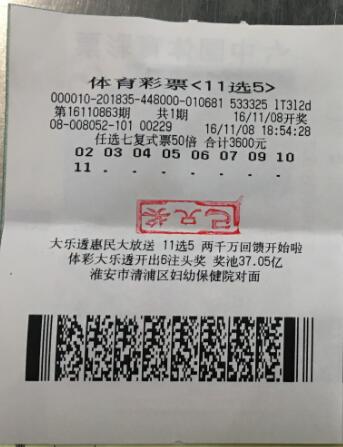 体育彩票<11选5>
000010-201835-448000-010681 533325 lT3l2d
第16110863期 共1期 16/11/08开奖
08-008052-101 00229 16/11/08 18:54:28
任选七复式票50倍 合计3600元
02 03 04 05 06 07 09 10
11 . . . . . . .
已兑奖
大乐透惠民大放送 11选5 两千万回馈开始啦
体彩大乐透开出6注头奖 奖池37.05亿
淮安市清浦区妇幼保健院对面